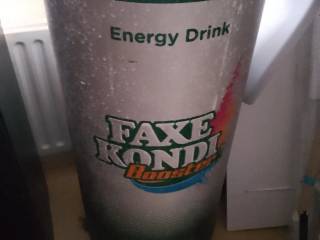 Energy Drink
FAXE
KONDI
Booster